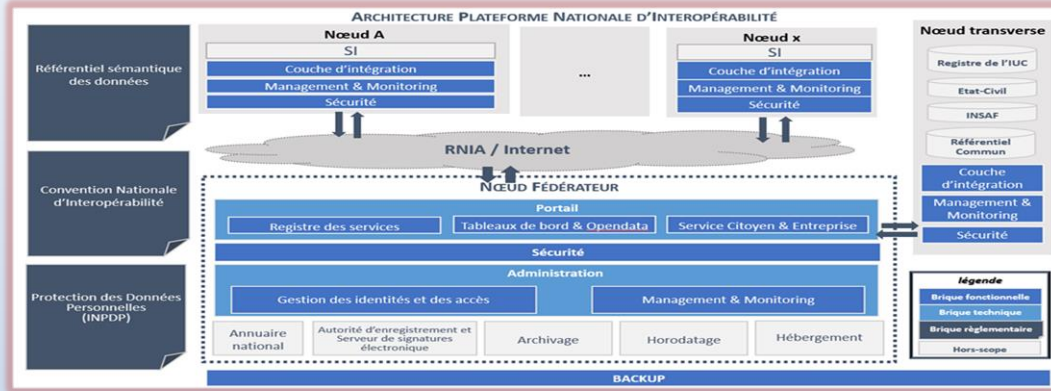 ARCHITECTURE PLATEFORME NATIONALE D'INTEROPÉRABILITÉ
Référentiel sémantique
des données
Convention Nationale
d'Interopérabilité
Protection des Données
Personnelles
(INPDP)
Nœud A
SI
Couche d'intégration
Management & Monitoring
Sécurité
...
Nœud x
SI
Couche d'intégration
Management & Monitoring
Sécurité
RNIA / Internet
NŒUD FÉDÉRATEUR
Portail
Registre des services
Tableaux de bord & Opendata
Service Citoyen & Entreprise
Sécurité
Administration
Gestion des identités et des accès
Management & Monitoring
Annuaire
national
Autorité d'enregistrement et
Serveur de signatures
électronique
Archivage
Horodatage
Hébergement
BACKUP
Nœud transverse
Registre de l'IUC
Etat-Civil
INSAF
Référentiel
Commun
Couche
d'intégration
Management &
Monitoring
Sécurité
légende
Brique fonctionnelle
Brique technique
Brique règlementaire
Hors-scope